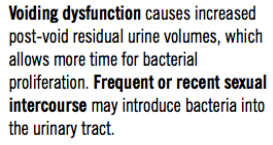 Voiding dysfunction causes increased
post-void residual urine volumes, which
allows more time for bacterial
proliferation. Frequent or recent sexual
intercourse may introduce bacteria into
the urinary tract.